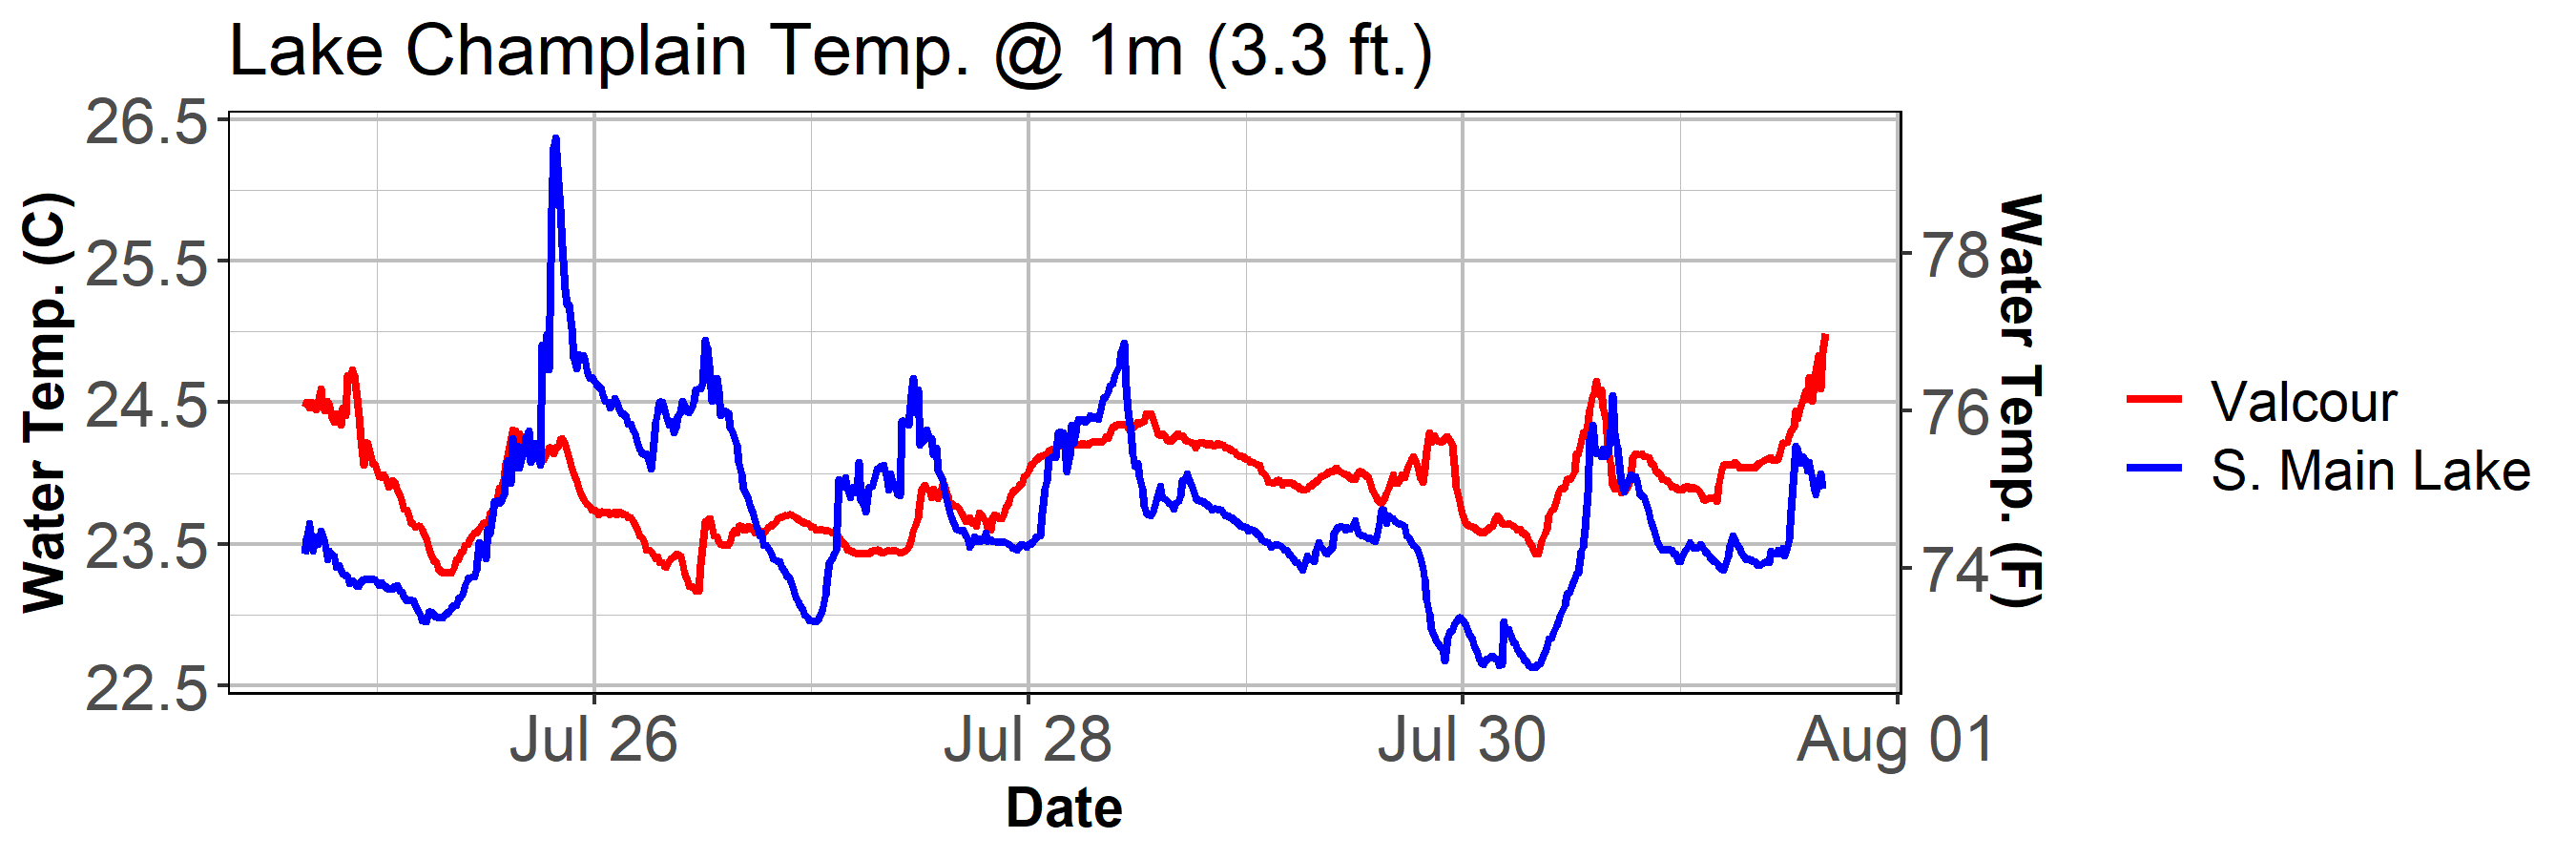 Lake Champlain Temp. @ 1m (3.3 ft.)
Water Temp. (C)
26.5
25.5
24.5
23.5
22.5
78
76
74
Water Temp. (F)
Jul 26
Jul 28
Jul 30
Aug 01
Date
Valcour
S. Main Lake